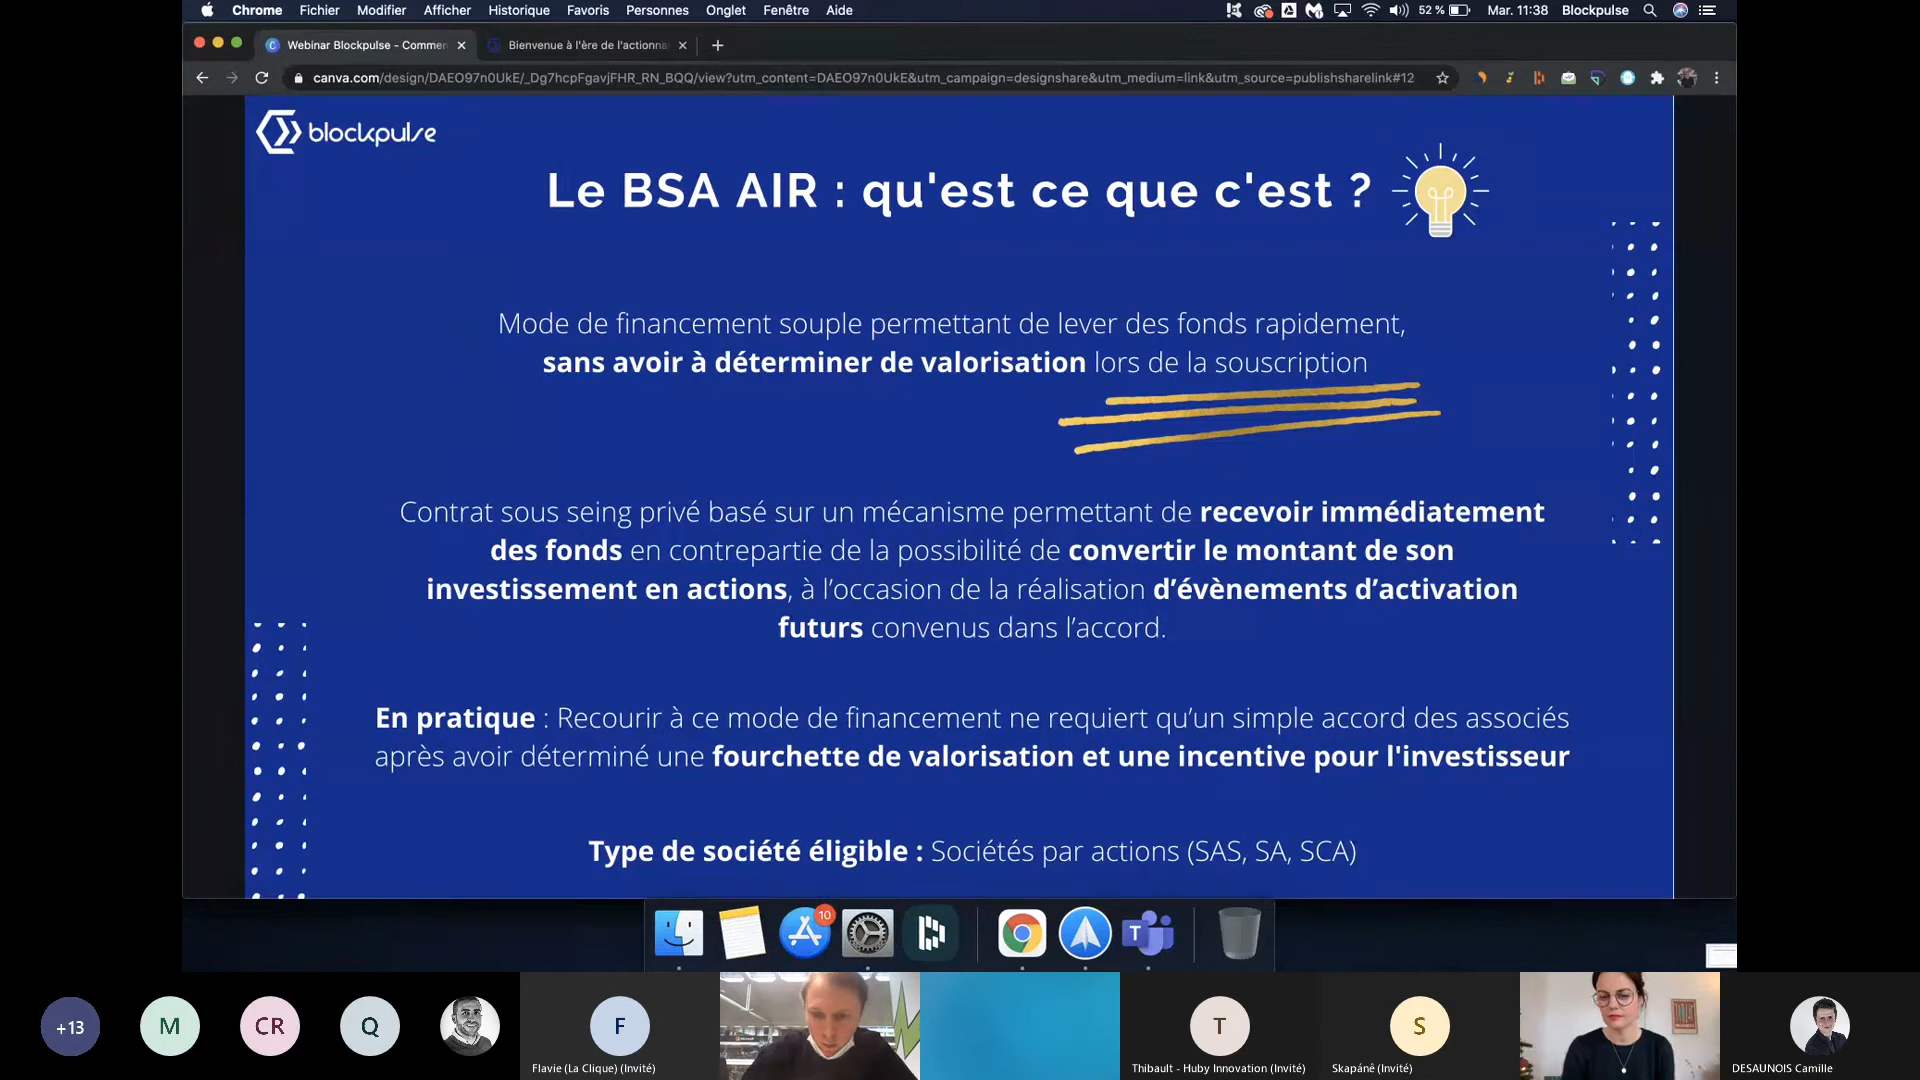 Chrome Fichier Modifier Afficher Historique Favoris Personnes Onglet Fenêtre Aide 52 % Mar. 11:38 Blockpulse
Webinar Blockpulse - Commen
Bienvenue à l'ère de l'actionna
canva.com/design/DAEO97n0UkE/_Dg7hcpFgavjFHR_RN_BQQ/view?utm_content=DAEO97n0UkE&utm_campaign=designshare&utm_medium=link&utm_source=publishsharelink#12
blockpulse
Le BSA AIR : qu'est ce que c'est ?
Mode de financement souple permettant de lever des fonds rapidement,
sans avoir à déterminer de valorisation lors de la souscription
Contrat sous seing privé basé sur un mécanisme permettant de recevoir immédiatement
des fonds en contrepartie de la possibilité de convertir le montant de son
investissement en actions, à l’occasion de la réalisation d’évènements d’activation
futurs convenus dans l’accord.
En pratique : Recourir à ce mode de financement ne requiert qu’un simple accord des associés
après avoir déterminé une fourchette de valorisation et une incentive pour l'investisseur
Type de société éligible : Sociétés par actions (SAS, SA, SCA)
10
T
+13
M
CR
Q
F
T
S
Flavie (La Clique) (Invité)
Thibault - Huby Innovation (Invité)
Skapánê (Invité)
DESAUNOIS Camille